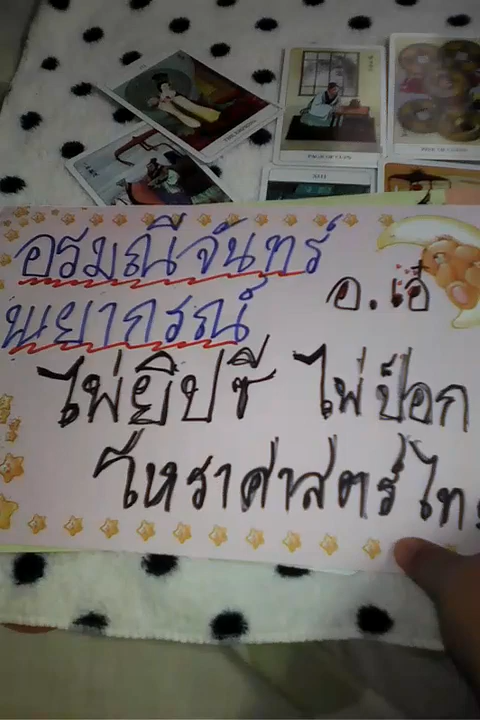 อรมณีจันทร์
พยากรณ์
อ.เอ๋
ไพ่ยิปซี ไพ่ป๊อก
โหราศาสตร์ไทย